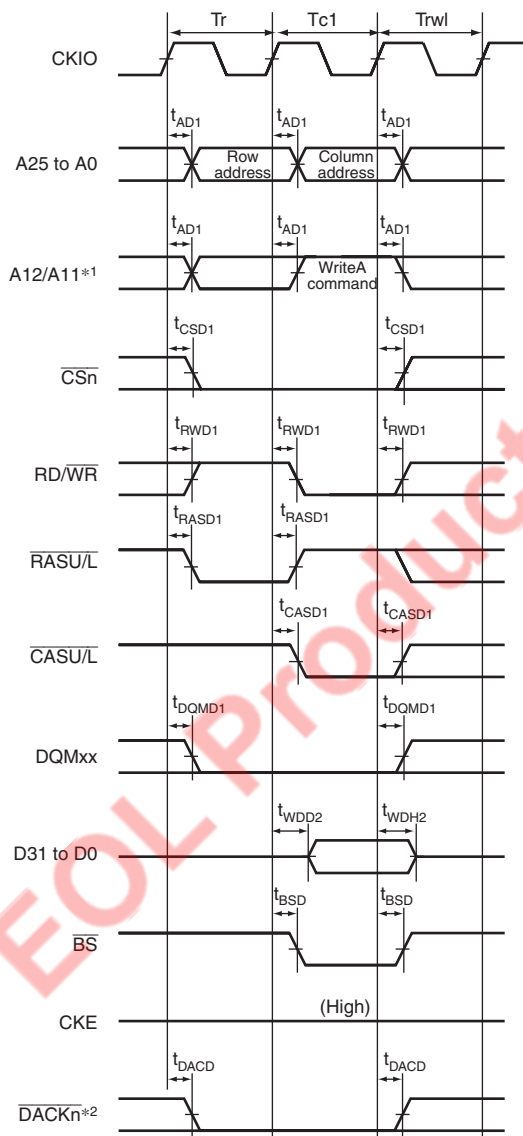 Tr Tc1 Trwl
CKIO
tAD1 tAD1 tAD1
A25 to A0
Row address
Column address
tAD1 tAD1 tAD1
A12/A11*1
WriteA command
tCSD1 tCSD1
CSn
tRWD1 tRWD1 tRWD1
RD/WR
tRASD1 tRASD1
RASU/L
tCASD1 tCASD1
CASU/L
tDQMD1 tDQMD1
DQMxx
tWDD2 tWDH2
D31 to D0
tBSD tBSD
BS
(High)
CKE
tDACD tDACD
DACKn*2
EOL Product